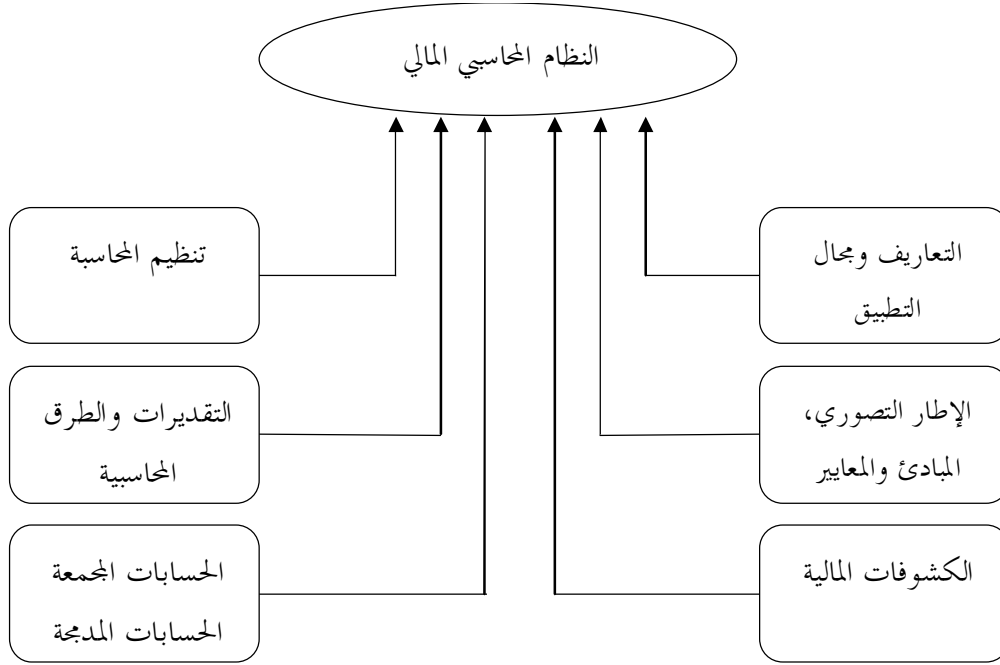 النظام المحاسبي المالي
التعاريف ومجال
التطبيق
تنظيم المحاسبة
الإطار التصوري،
المبادئ والمعايير
التقديرات والطرق
المحاسبية
الكشوفات المالية
الحسابات المجمعة
الحسابات المدمجة